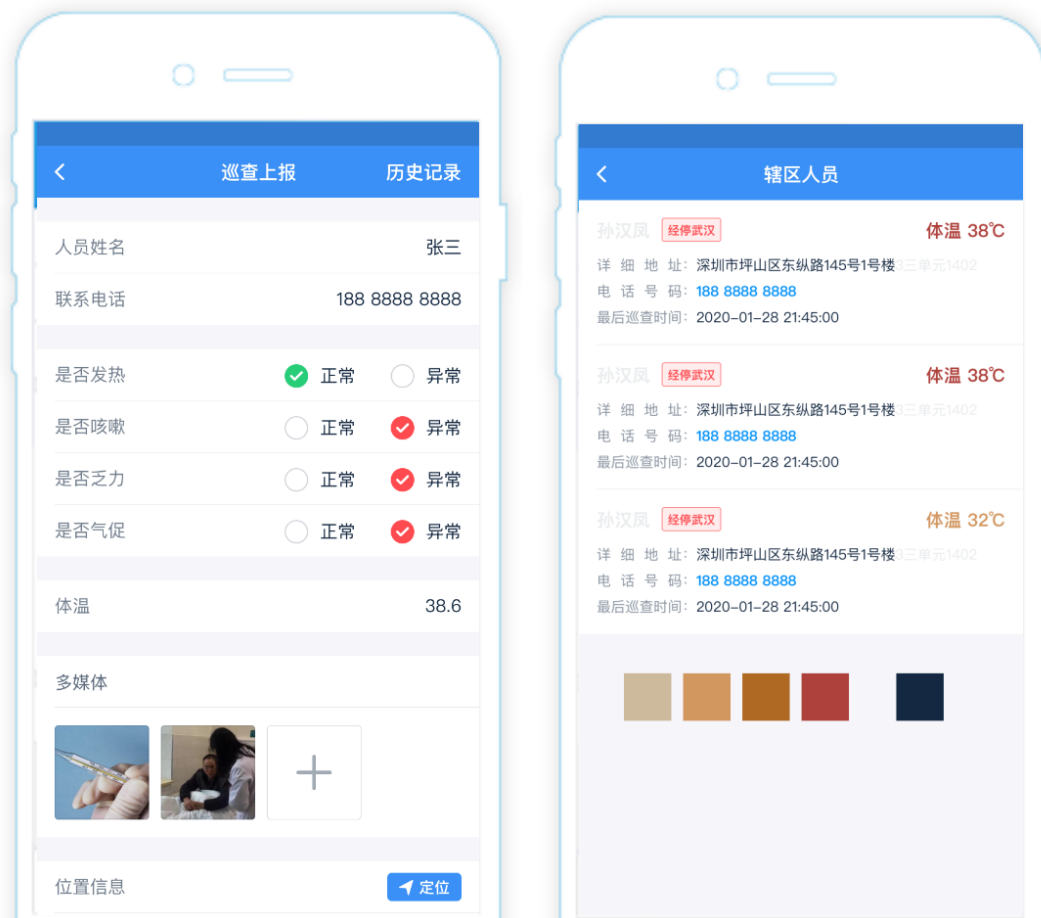 巡查上报 历史记录
人员姓名 张三
联系电话 188 8888 8888
是否发热 正常 异常
是否咳嗽 正常 异常
是否乏力 正常 异常
是否气促 正常 异常
体温 38.6
多媒体
位置信息 定位
辖区人员
孙汉凤 经停武汉 体温 38℃
详细地址：深圳市坪山区东纵路145号1号楼3三单元1402
电话号码：188 8888 8888
最后巡查时间：2020-01-28 21:45:00
孙汉凤 经停武汉 体温 38℃
详细地址：深圳市坪山区东纵路145号1号楼3三单元1402
电话号码：188 8888 8888
最后巡查时间：2020-01-28 21:45:00
孙汉凤 经停武汉 体温 32℃
详细地址：深圳市坪山区东纵路145号1号楼3三单元1402
电话号码：188 8888 8888
最后巡查时间：2020-01-28 21:45:00